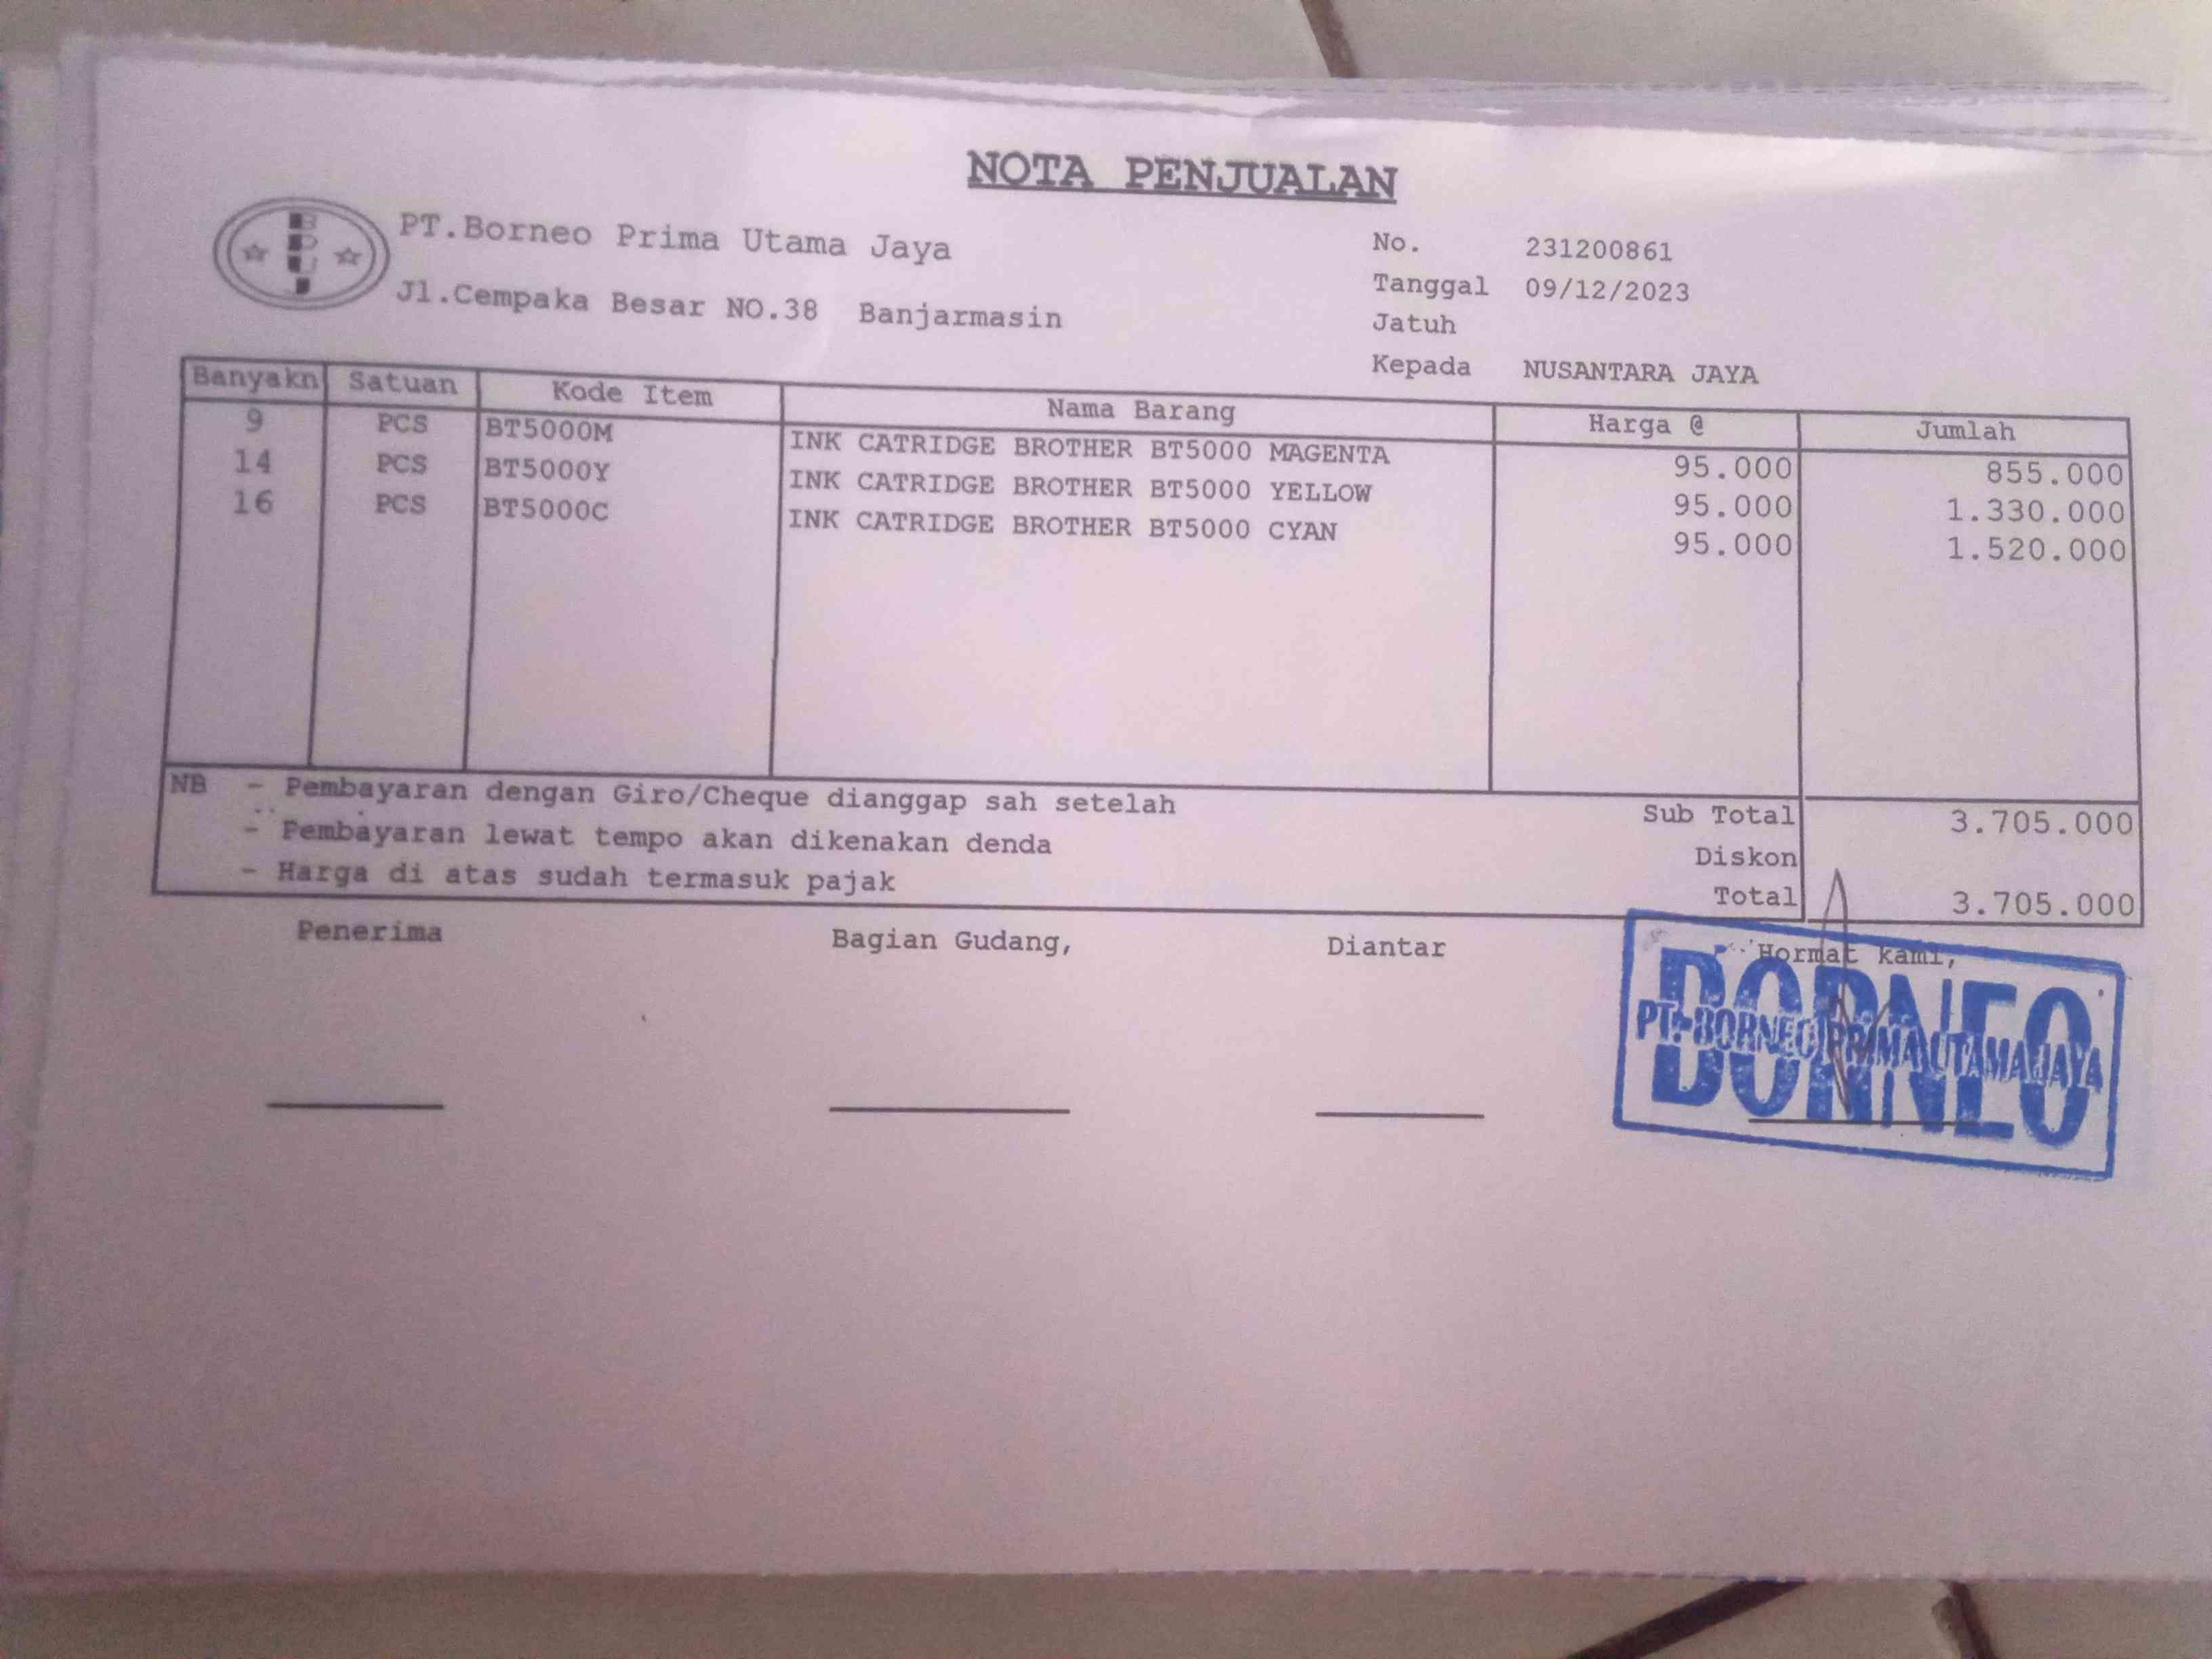 NOTA PENJUALAN
BPUJ
PT.Borneo Prima Utama Jaya
Jl.Cempaka Besar NO.38 Banjarmasin
No. 231200861
Tanggal 09/12/2023
Jatuh
Kepada NUSANTARA JAYA
Banyakn Satuan Kode Item Nama Barang Harga @ Jumlah
9 PCS BT5000M INK CATRIDGE BROTHER BT5000 MAGENTA 95.000 855.000
14 PCS BT5000Y INK CATRIDGE BROTHER BT5000 YELLOW 95.000 1.330.000
16 PCS BT5000C INK CATRIDGE BROTHER BT5000 CYAN 95.000 1.520.000
NB - Pembayaran dengan Giro/Cheque dianggap sah setelah
- Pembayaran lewat tempo akan dikenakan denda
- Harga di atas sudah termasuk pajak
Sub Total 3.705.000
Diskon
Total 3.705.000
Penerima Bagian Gudang, Diantar Hormat kami,
BORNEO
PT. BORNEO PRIMA UTAMA JAYA